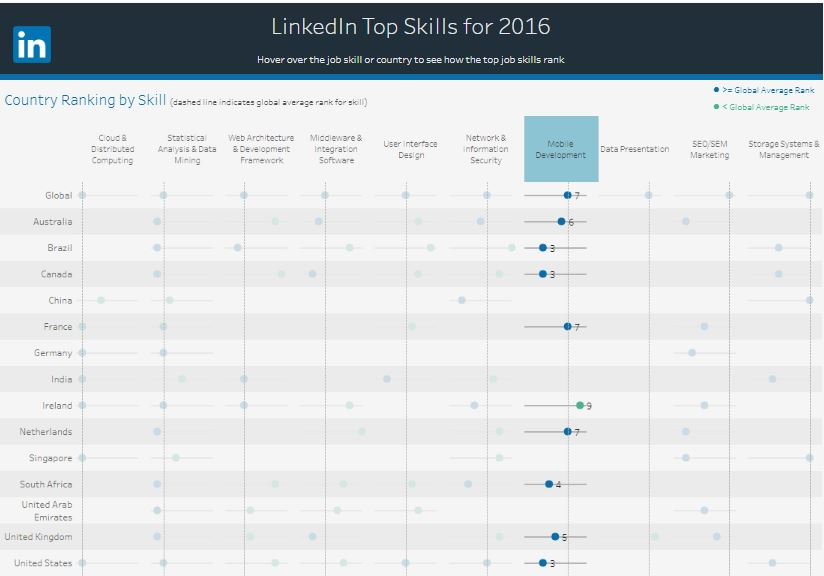 in
LinkedIn Top Skills for 2016
Hover over the job skill or country to see how the top job skills rank
Country Ranking by Skill (dashed line indicates global average rank for skill)
>= Global Average Rank
< Global Average Rank
Cloud &
Distributed
Computing
Statistical
Analysis & Data
Mining
Web Architecture
& Development
Framework
Middleware &
Integration
Software
User Interface
Design
Network &
Information
Security
Mobile
Development
Data Presentation
SEO/SEM
Marketing
Storage Systems &
Management
Global 7
Australia 6
Brazil 3
Canada 3
China
France 7
Germany
India
Ireland 9
Netherlands 7
Singapore
South Africa 4
United Arab
Emirates
United Kingdom 5
United States 3